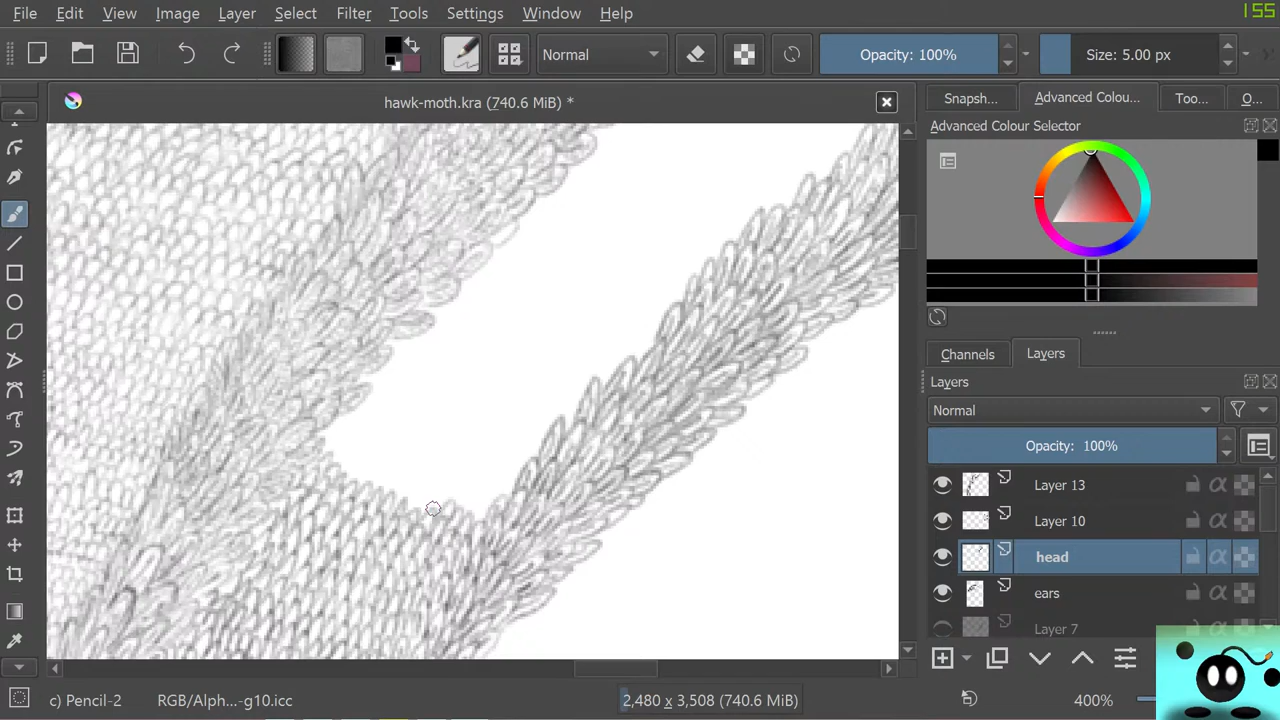 File Edit View Image Layer Select Filter Tools Settings Window Help
155
Normal
Opacity: 100%
Size: 5.00 px
hawk-moth.kra (740.6 MiB) *
Snapsh... Advanced Colou... Too... O...
Advanced Colour Selector
Channels Layers
Layers
Normal
Opacity: 100%
Layer 13
Layer 10
head
ears
Layer 7
c) Pencil-2 RGB/Alph...-g10.icc 2,480 x 3,508 (740.6 MiB) 400%